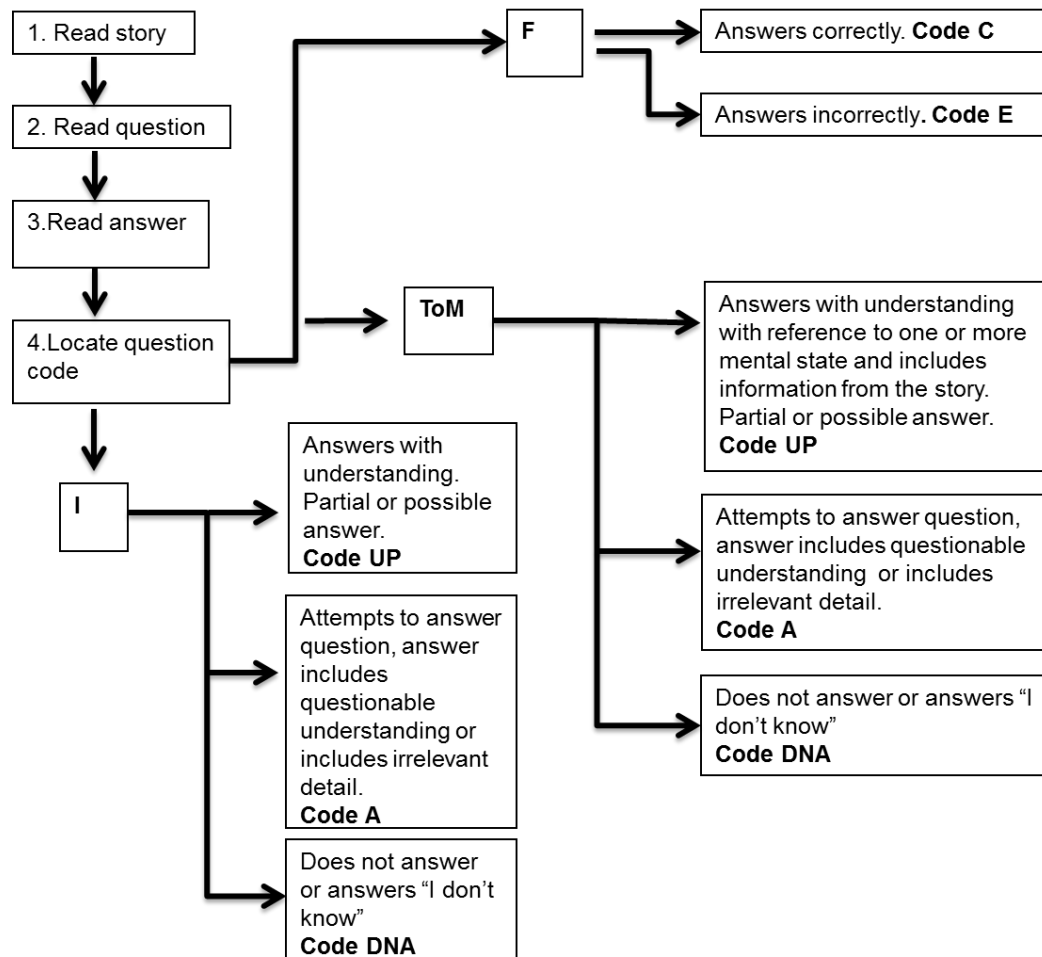 1. Read story
2. Read question
3.Read answer
4.Locate question
code
F
Answers correctly. Code C
Answers incorrectly. Code E
ToM
Answers with understanding
with reference to one or more
mental state and includes
information from the story.
Partial or possible answer.
Code UP
Attempts to answer question,
answer includes questionable
understanding or includes
irrelevant detail.
Code A
Does not answer or answers “I
don’t know”
Code DNA
I
Answers with
understanding.
Partial or possible
answer.
Code UP
Attempts to answer
question, answer
includes
questionable
understanding or
includes irrelevant
detail.
Code A
Does not answer
or answers “I don’t
know”
Code DNA